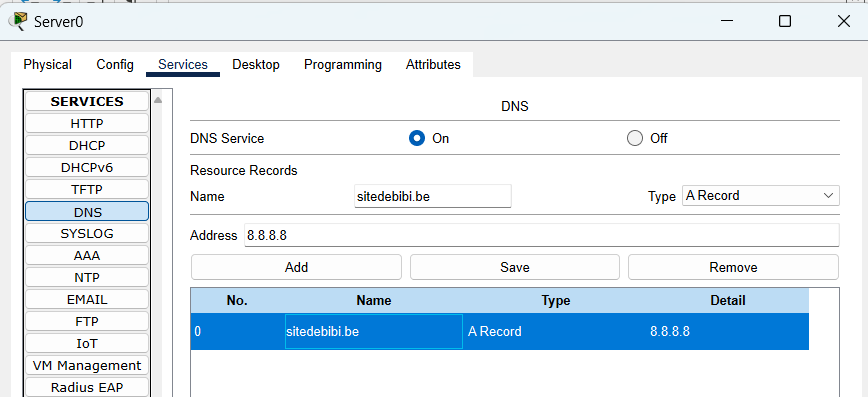 Server0
Physical Config Services Desktop Programming Attributes
SERVICES
HTTP
DHCP
DHCPv6
TFTP
DNS
SYSLOG
AAA
NTP
EMAIL
FTP
IoT
VM Management
Radius EAP
DNS
DNS Service On Off
Resource Records
Name sitedebibi.be Type A Record
Address 8.8.8.8
Add Save Remove
No. Name Type Detail
0 sitedebibi.be A Record 8.8.8.8